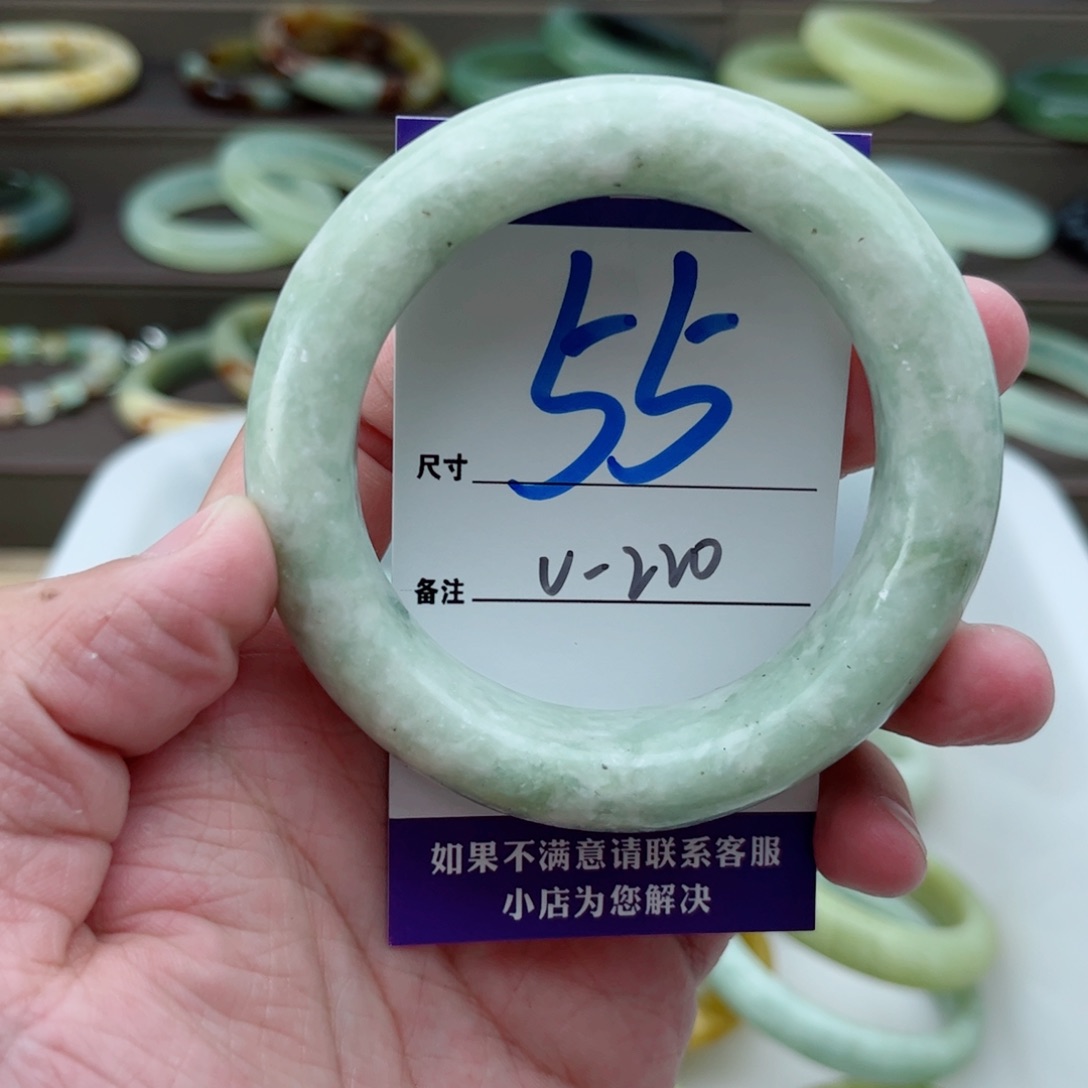 尺寸 55
备注 V-220
如果不满意请联系客服
小店为您解决